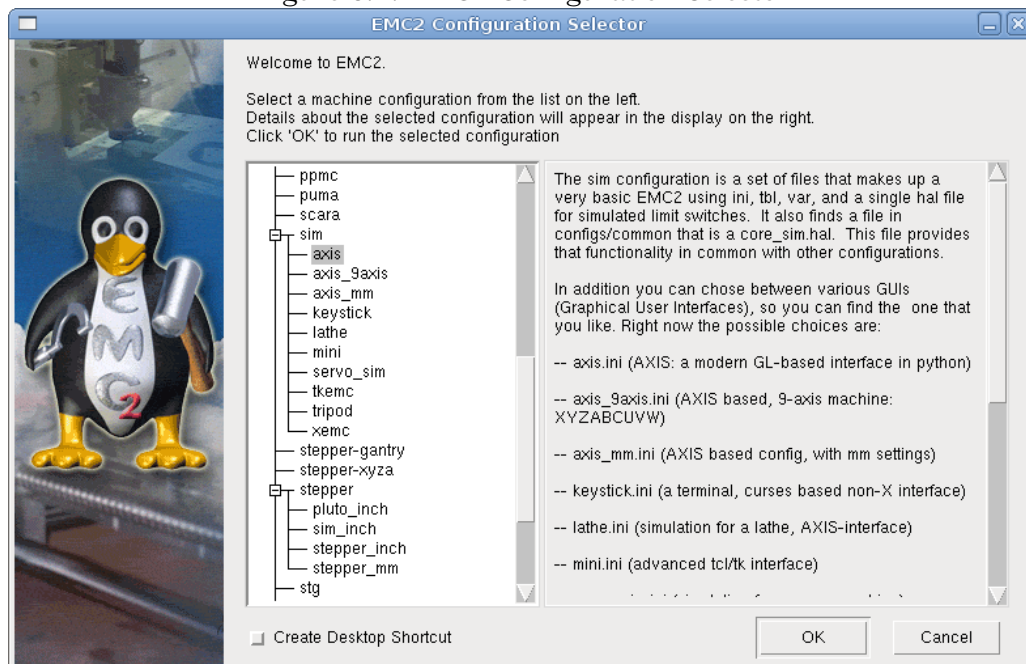 EMC2 Configuration Selector
Welcome to EMC2.
Select a machine configuration from the list on the left.
Details about the selected configuration will appear in the display on the right.
Click 'OK' to run the selected configuration
ppmc
puma
scara
sim
axis
axis_9axis
axis_mm
keystick
lathe
mini
servo_sim
tkemc
tripod
xemc
stepper-gantry
stepper-xyza
stepper
pluto_inch
sim_inch
stepper_inch
stepper_mm
stg
The sim configuration is a set of files that makes up a
very basic EMC2 using ini, tbl, var, and a single hal file
for simulated limit switches. It also finds a file in
configs/common that is a core_sim.hal. This file provides
that functionality in common with other configurations.
In addition you can chose between various GUIs
(Graphical User Interfaces), so you can find the one that
you like. Right now the possible choices are:
-- axis.ini (AXIS: a modern GL-based interface in python)
-- axis_9axis.ini (AXIS based, 9-axis machine:
XYZABCUVW)
-- axis_mm.ini (AXIS based config, with mm settings)
-- keystick.ini (a terminal, curses based non-X interface)
-- lathe.ini (simulation for a lathe, AXIS-interface)
-- mini.ini (advanced tcl/tk interface)
EMC2
Create Desktop Shortcut
OK
Cancel